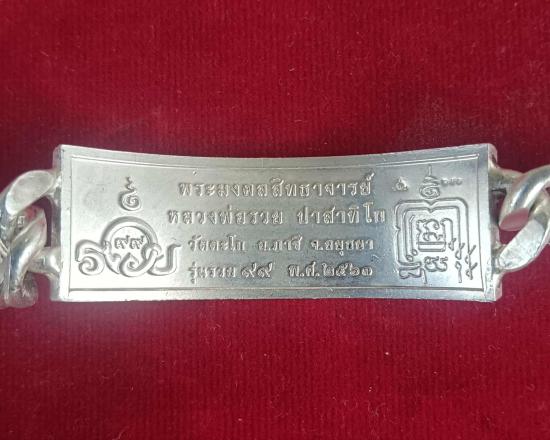 พระมงคลสิทธาจารย์
หลวงพ่อรวย ปาสาทิโก
วัดตะโก อ.ภาชี จ.อยุธยา
รุ่นรวย ๙๙ พ.ศ.๒๕๖๑
๙๙